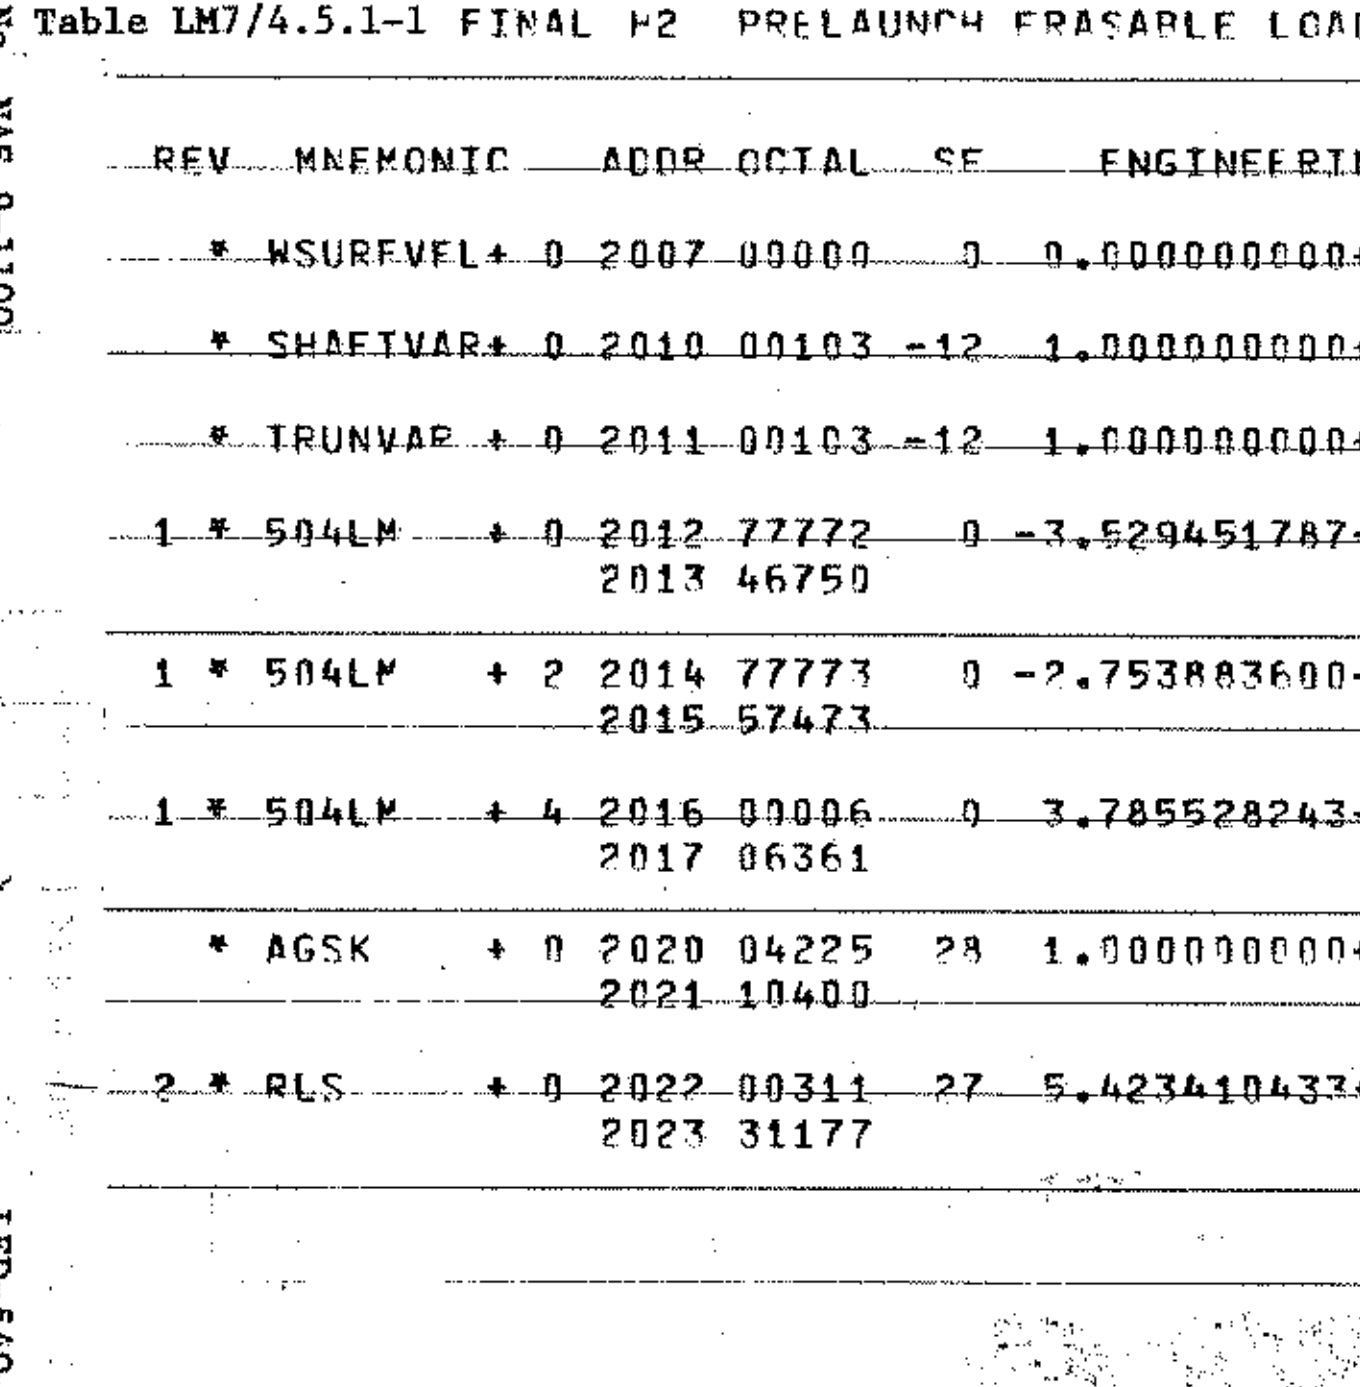 Table LM7/4.5.1-1 FINAL H2 PRELAUNCH ERASABLE LOAD
REV MNEMONIC ADDR OCTAL SE ENGINEERIN
* WSURFVEL+ 0 2007 00000 0 0.000000000+
* SHAFTVAR+ 0 2010 00103 -12 1.000000000+
* TRUNVAR + 0 2011 00103 -12 1.000000000+
1 * 504LM + 0 2012 77772 0 -3.529451787-
2013 46750
1 * 504LM + 2 2014 77773 0 -2.753883600-
2015 57473
1 * 504LM + 4 2016 00006 0 3.785528243-
2017 06361
* AGSK + 0 2020 04225 28 1.000000000+
2021 10400
2 * RLS + 0 2022 00311 27 5.423410433+
2023 31177